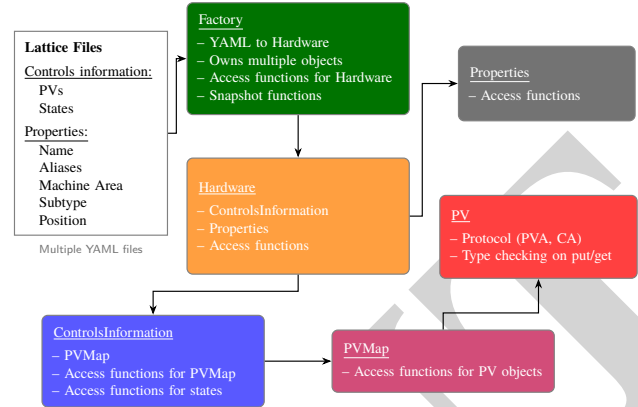 Lattice Files
Controls information:
PVs
States
Properties:
Name
Aliases
Machine Area
Subtype
Position
Multiple YAML files
Factory
– YAML to Hardware
– Owns multiple objects
– Access functions for Hardware
– Snapshot functions
Properties
– Access functions
Hardware
– ControlsInformation
– Properties
– Access functions
PV
– Protocol (PVA, CA)
– Type checking on put/get
ControlsInformation
– PVMap
– Access functions for PVMap
– Access functions for states
PVMap
– Access functions for PV objects